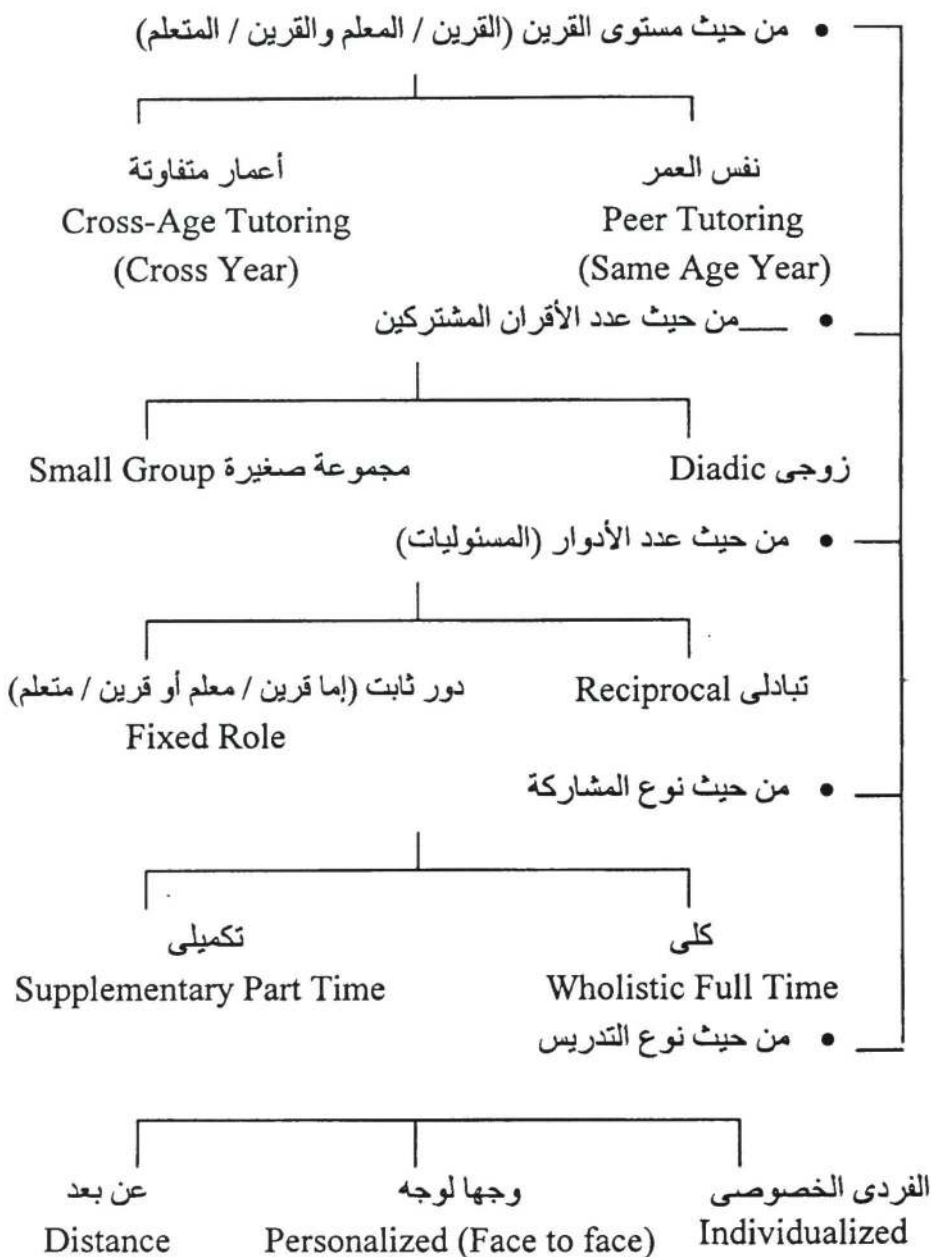 • من حيث مستوى القرين (القرين / المعلم والقرين / المتعلم)
نفس العمر
Peer Tutoring
(Same Age Year)
أعمار متفاوتة
Cross-Age Tutoring
(Cross Year)
• من حيث عدد الأقران المشتركين
زوجى Diadic
مجموعة صغيرة Small Group
• من حيث عدد الأدوار (المسئوليات)
تبادلى Reciprocal
دور ثابت (إما قرين / معلم أو قرين / متعلم)
Fixed Role
• من حيث نوع المشاركة
كلى
Wholistic Full Time
تكميلى
Supplementary Part Time
• من حيث نوع التدريس
الفردى الخصوصى
Individualized
وجها لوجه
Personalized (Face to face)
عن بعد
Distance